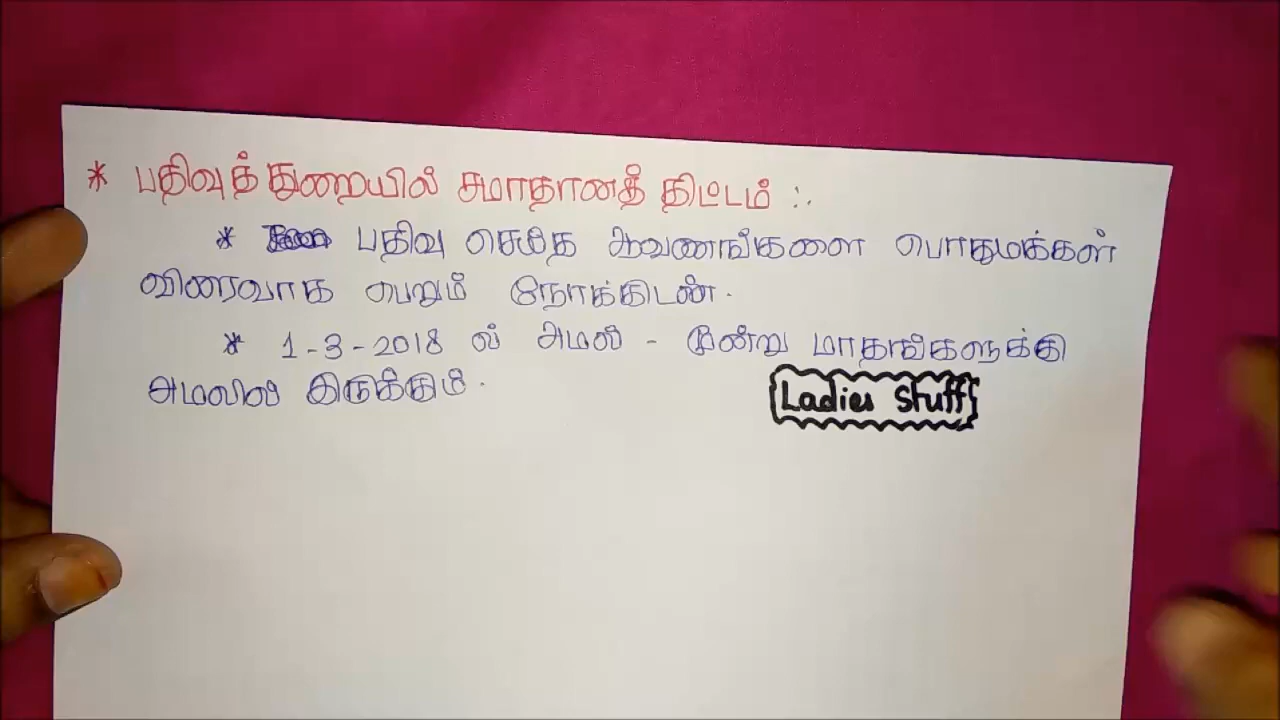 * பதிவுத் துறையில் சமாதானத் திட்டம் :-
* பதிவு செய்த ஆவணங்களை பொதுமக்கள்
விரைவாக பெறும் நோக்கிடன்.
* 1-3-2018 ல் அமல் - மூன்று மாதங்களுக்கு
அமலில் இருக்கும்.
Ladies Stuff